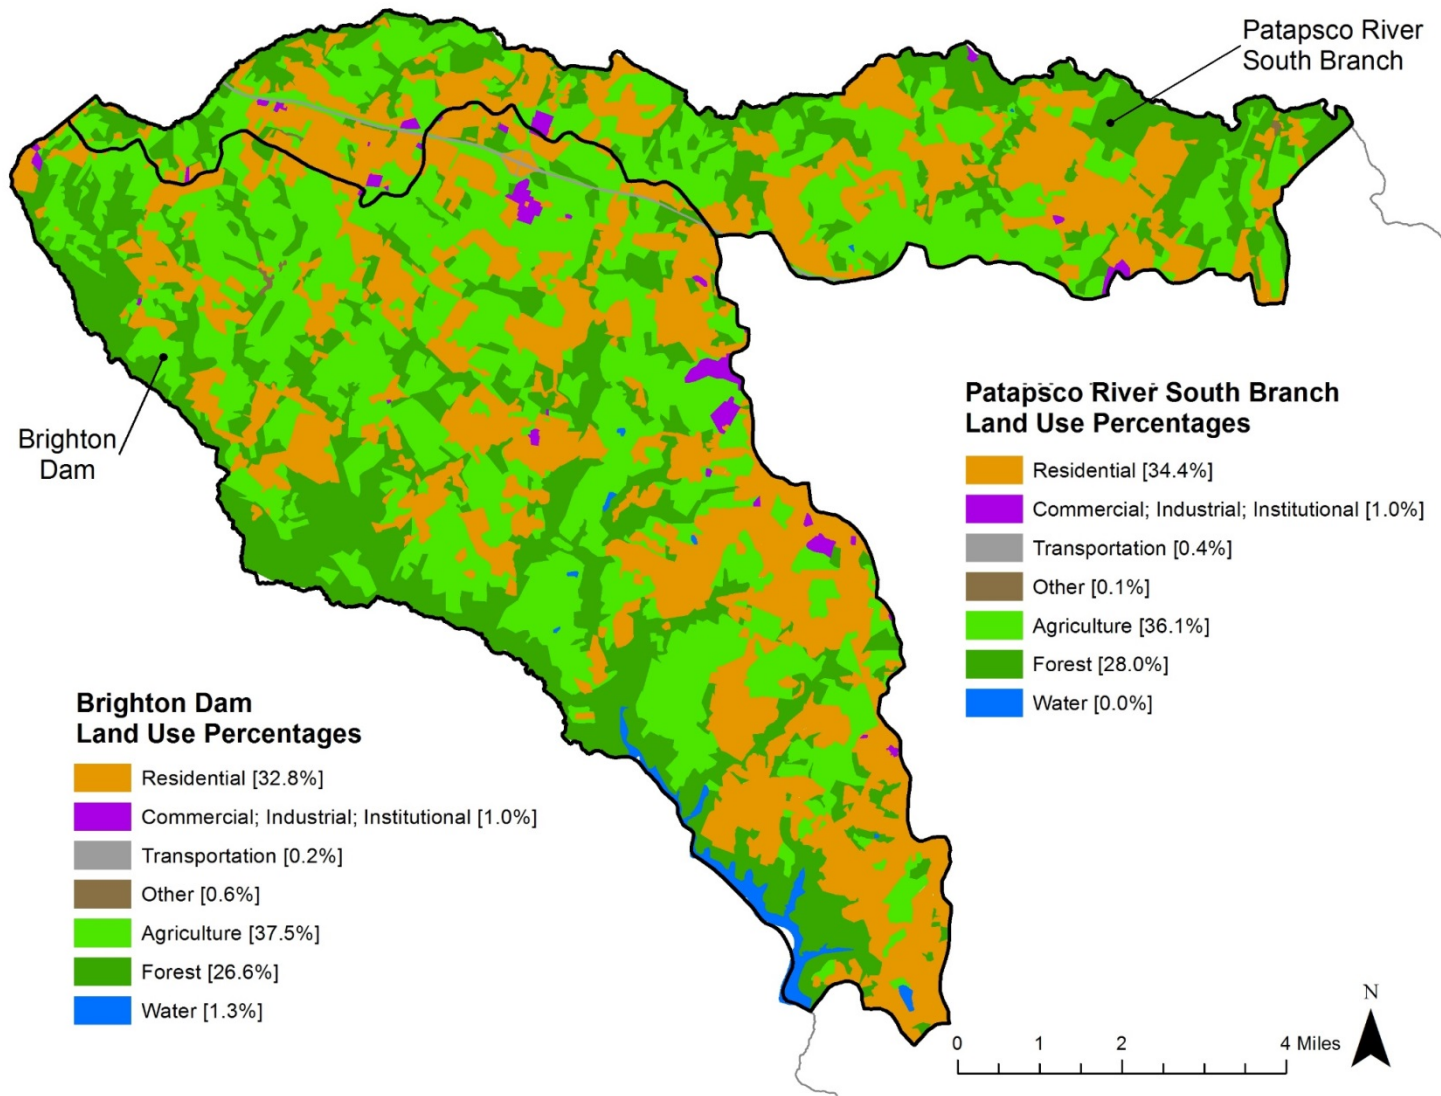 Patapsco River
South Branch
Brighton
Dam
Patapsco River South Branch
Land Use Percentages
Residential [34.4%]
Commercial; Industrial; Institutional [1.0%]
Transportation [0.4%]
Other [0.1%]
Agriculture [36.1%]
Forest [28.0%]
Water [0.0%]
Brighton Dam
Land Use Percentages
Residential [32.8%]
Commercial; Industrial; Institutional [1.0%]
Transportation [0.2%]
Other [0.6%]
Agriculture [37.5%]
Forest [26.6%]
Water [1.3%]
N
0 1 2 4 Miles